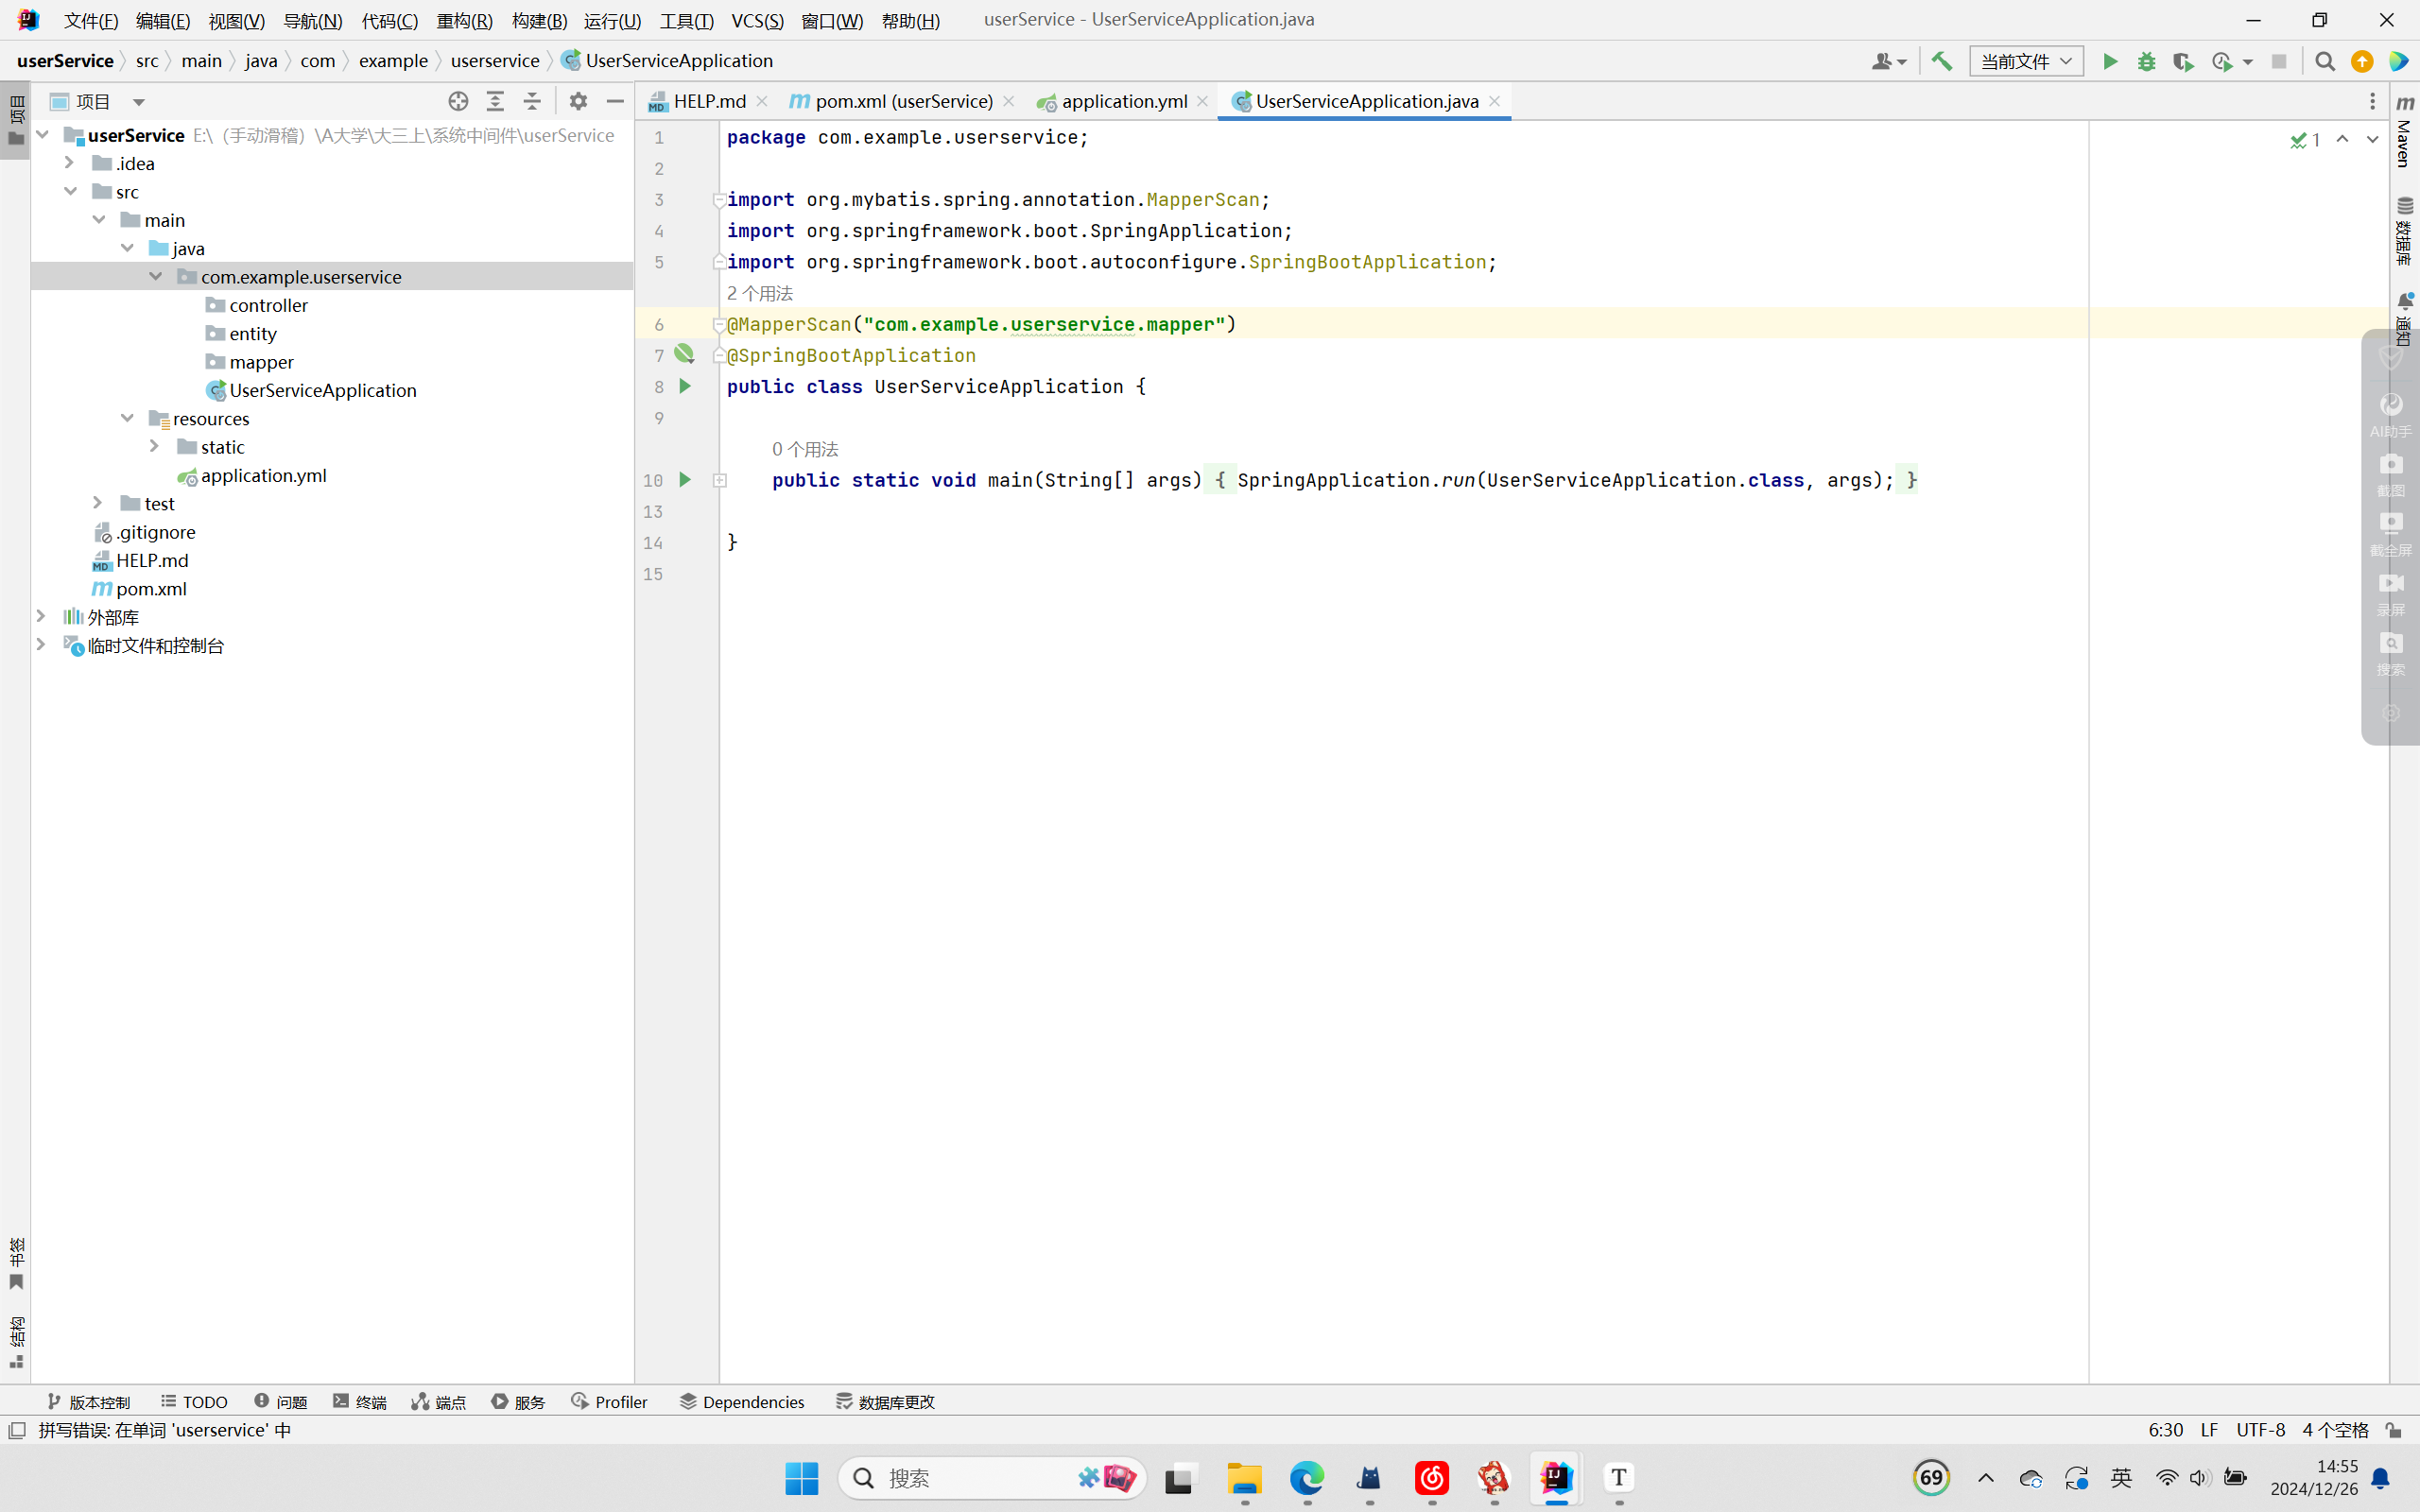 文件(F) 编辑(E) 视图(V) 导航(N) 代码(C) 重构(R) 构建(B) 运行(U) 工具(T) VCS(S) 窗口(W) 帮助(H) userService - UserServiceApplication.java
userService src main java com example userservice UserServiceApplication
当前文件
项目
项目
HELP.md
pom.xml (userService)
application.yml
UserServiceApplication.java
userService E:\（手动滑稽）\A大学\大三上\系统中间件\userService
.idea
src
main
java
com.example.userservice
controller
entity
mapper
UserServiceApplication
resources
static
application.yml
test
.gitignore
HELP.md
pom.xml
外部库
临时文件和控制台
1 package com.example.userservice;
2
3 import org.mybatis.spring.annotation.MapperScan;
4 import org.springframework.boot.SpringApplication;
5 import org.springframework.boot.autoconfigure.SpringBootApplication;
2 个用法
6 @MapperScan("com.example.userservice.mapper")
7 @SpringBootApplication
8 public class UserServiceApplication {
9
0 个用法
10 public static void main(String[] args) { SpringApplication.run(UserServiceApplication.class, args); }
13
14 }
15
1
Maven
数据库
通知
AI助手
截图
截全屏
录屏
搜索
书签
结构
版本控制 TODO 问题 终端 端点 服务 Profiler Dependencies 数据库更改
拼写错误: 在单词 'userservice' 中
6:30 LF UTF-8 4 个空格
搜索
69
英
14:55
2024/12/26